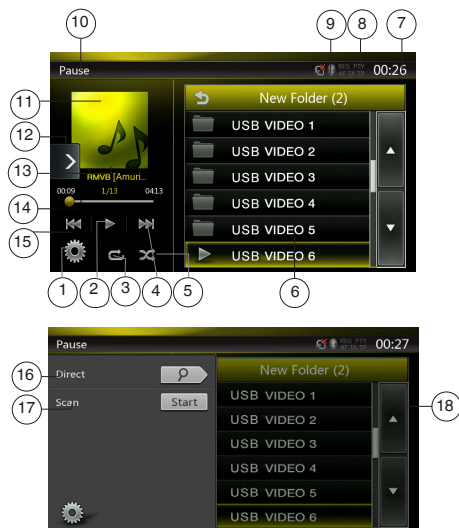 9 8 7
10
Pause REG PTY AF TA TP 00:26
11
New Folder (2)
USB VIDEO 1
12
USB VIDEO 2
13
RMVB [Amuri...
USB VIDEO 3
00:09 1/13 04:13
14
USB VIDEO 4
15
USB VIDEO 5
USB VIDEO 6
1 2 3 4 5 6
Pause REG PTY AF TA TP 00:27
16 Direct
New Folder (2)
17 Scan Start
USB VIDEO 1
18
USB VIDEO 2
USB VIDEO 3
USB VIDEO 4
USB VIDEO 5
USB VIDEO 6